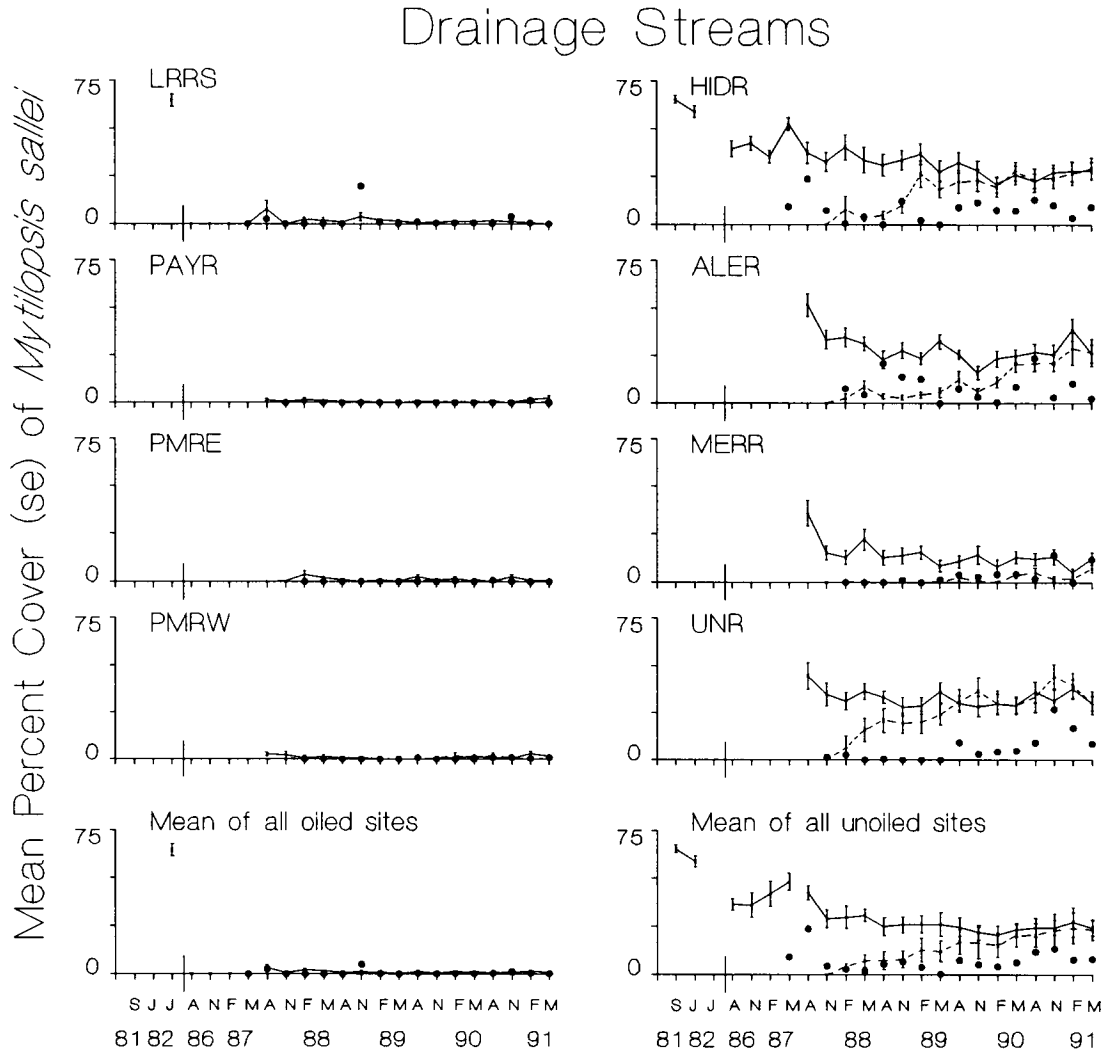 Drainage Streams
Mean Percent Cover (se) of Mytilopsis sallei
75
LRRS
0
75
HIDR
0
75
PAYR
0
75
ALER
0
75
PMRE
0
75
MERR
0
75
PMRW
0
75
UNR
0
75
Mean of all oiled sites
0
75
Mean of all unoiled sites
0
S J J A N F M A N F M A N F M A N F M A N F M
81 82 86 87 88 89 90 91
S J J A N F M A N F M A N F M A N F M A N F M
81 82 86 87 88 89 90 91